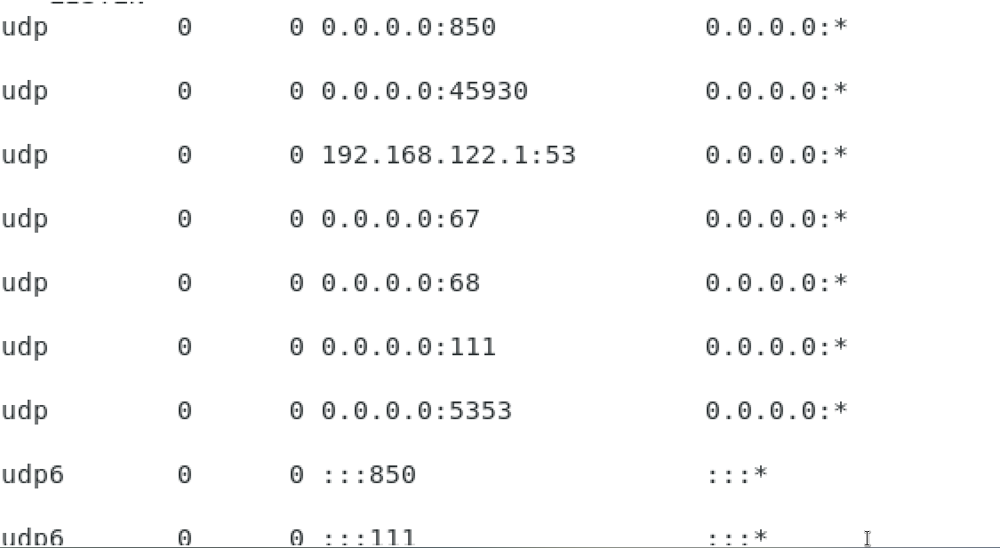 udp 0 0 0.0.0.0:850 0.0.0.0:*
udp 0 0 0.0.0.0:45930 0.0.0.0:*
udp 0 0 192.168.122.1:53 0.0.0.0:*
udp 0 0 0.0.0.0:67 0.0.0.0:*
udp 0 0 0.0.0.0:68 0.0.0.0:*
udp 0 0 0.0.0.0:111 0.0.0.0:*
udp 0 0 0.0.0.0:5353 0.0.0.0:*
udp6 0 0 :::850 :::*
udp6 0 0 :::111 :::*